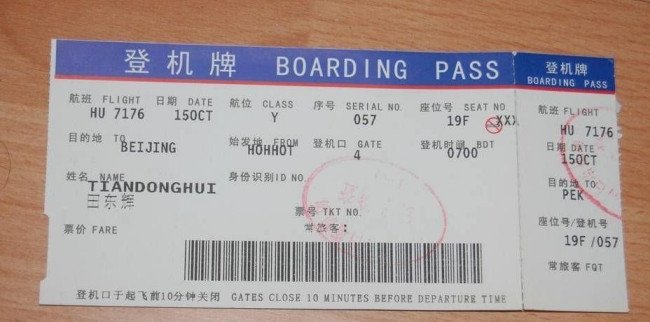 登机牌 BOARDING PASS
航班 FLIGHT 日期 DATE 舱位 CLASS 序号 SERIAL NO. 座位号 SEAT NO.
HU 7176 15OCT Y 057 19F XXX
目的地 TO 始发地 FROM 登机口 GATE 登机时间 BDT
BEIJING HOHHOT 4 0700
姓名 NAME 身份识别 ID NO.
TIANDONGHUI
田东辉
票号 TKT NO.
票价 FARE 常旅客:
登机口于起飞前10分钟关闭 GATES CLOSE 10 MINUTES BEFORE DEPARTURE TIME
登机牌
BOARDING PASS
航班 FLIGHT
HU 7176
日期 DATE
15OCT
目的地 TO
PEK
座位号/登机号
19F /057
常旅客 FQT